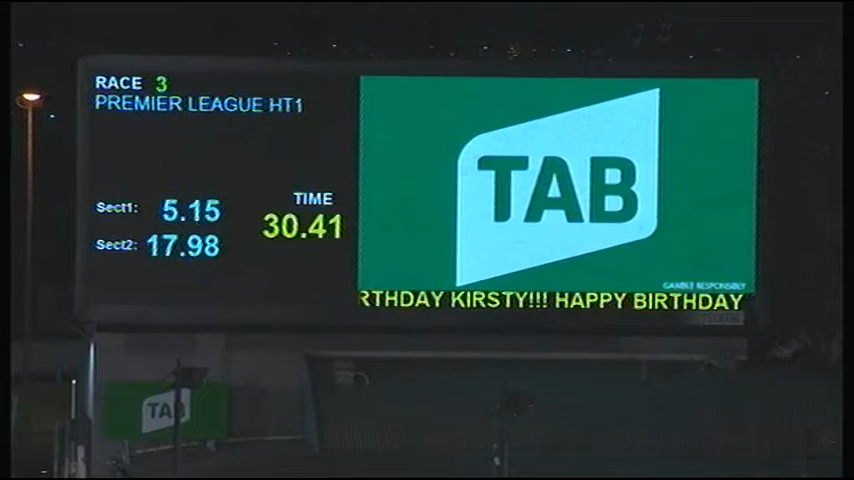 RACE 3
PREMIER LEAGUE HT1
Sect1: 5.15
Sect2: 17.98
TIME
30.41
TAB
GAMBLE RESPONSIBLY
RTHDAY KIRSTY!!! HAPPY BIRTHDAY
TAB